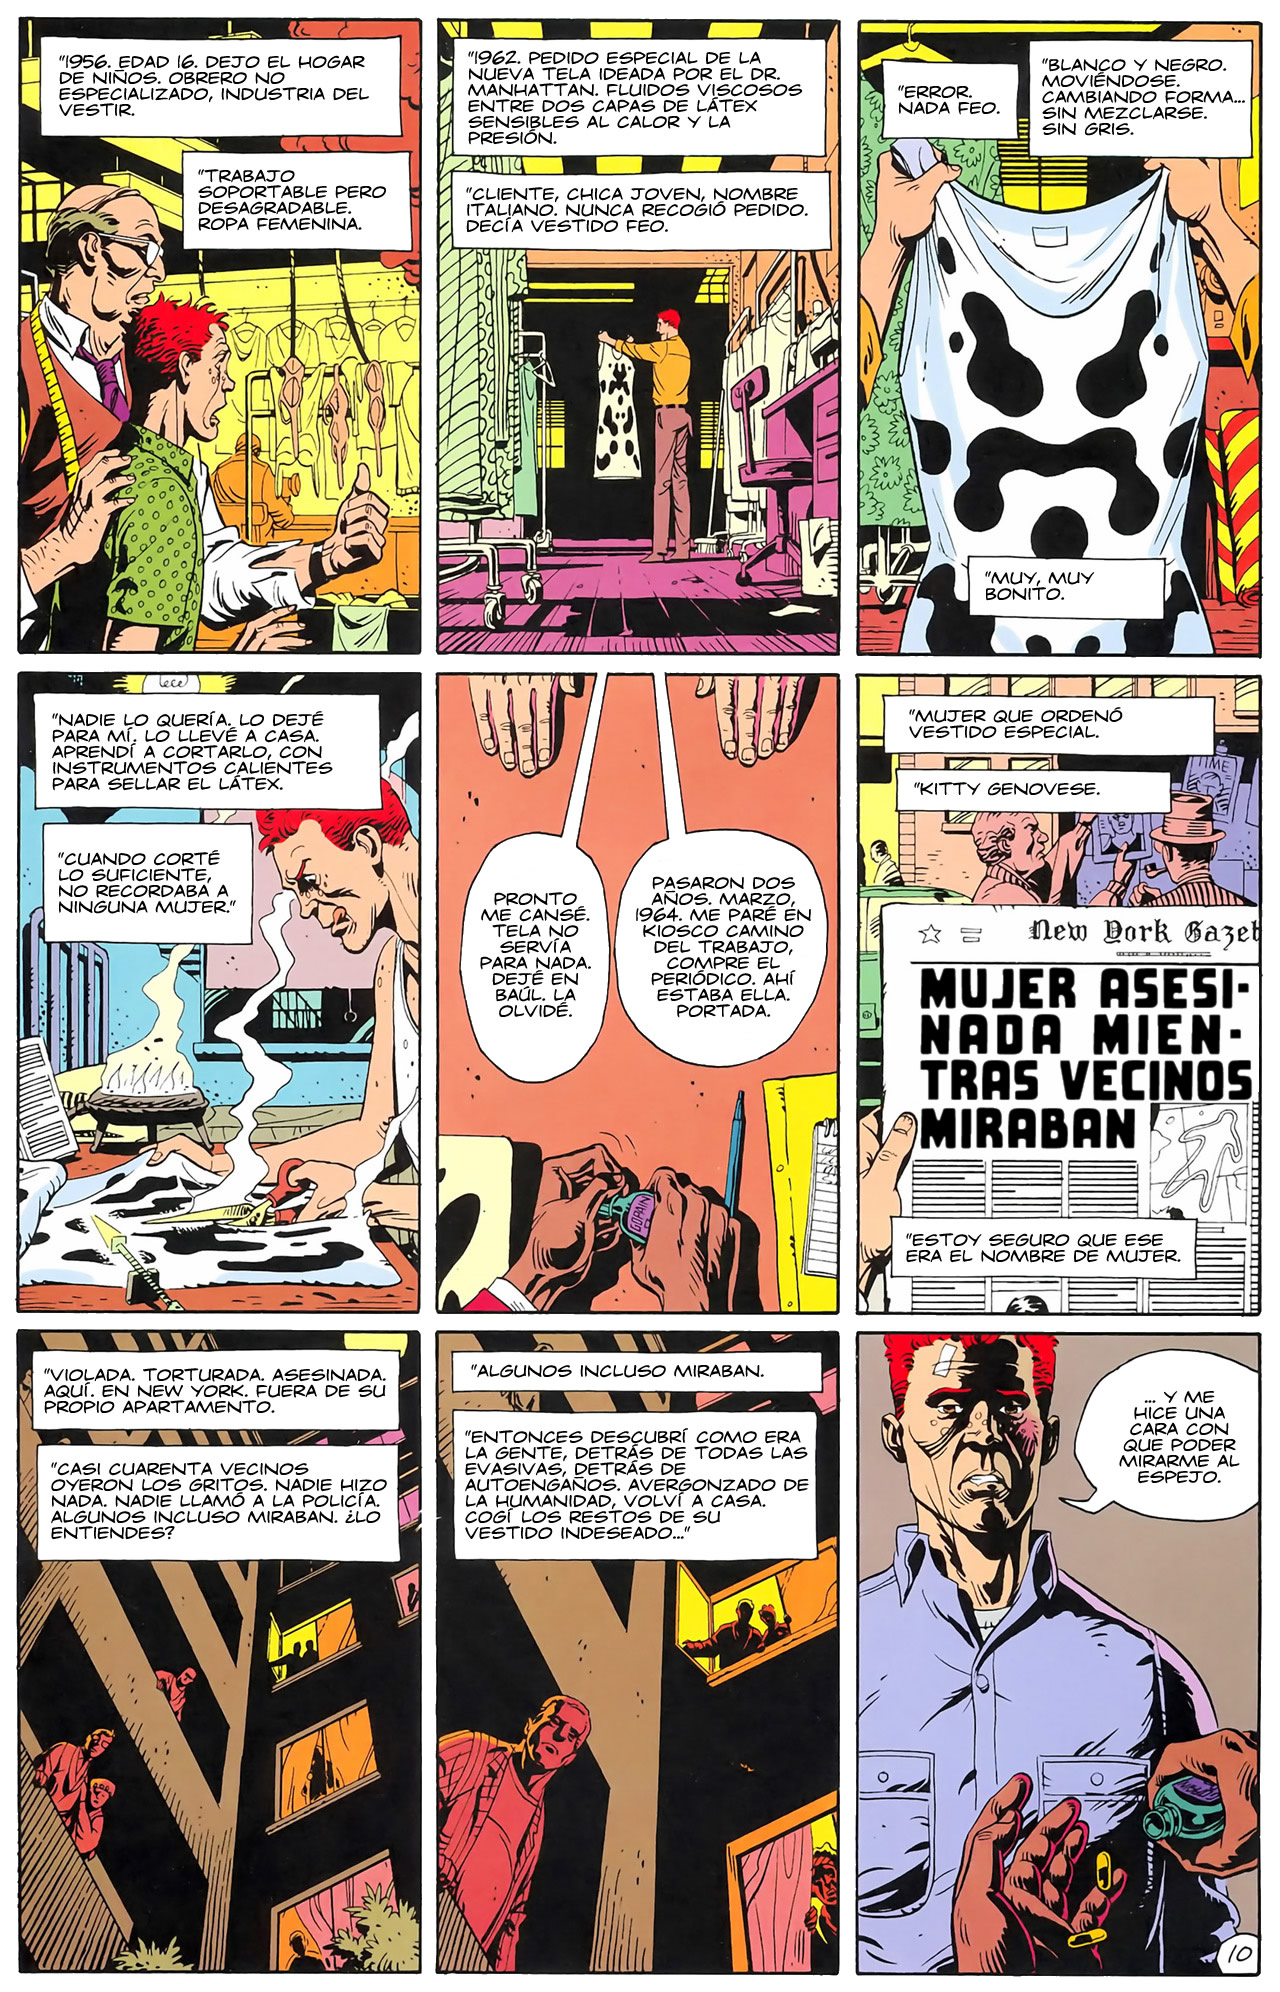 "1956. EDAD 16. DEJO EL HOGAR
DE NIÑOS. OBRERO NO
ESPECIALIZADO, INDUSTRIA DEL
VESTIR.
"TRABAJO
SOPORTABLE PERO
DESAGRADABLE.
ROPA FEMENINA.
"1962. PEDIDO ESPECIAL DE LA
NUEVA TELA IDEADA POR EL DR.
MANHATTAN. FLUIDOS VISCOSOS
ENTRE DOS CAPAS DE LÁTEX
SENSIBLES AL CALOR Y LA
PRESIÓN.
"CLIENTE, CHICA JOVEN, NOMBRE
ITALIANO. NUNCA RECOGIÓ PEDIDO.
DECÍA VESTIDO FEO.
"ERROR.
NADA FEO.
"BLANCO Y NEGRO.
MOVIÉNDOSE.
CAMBIANDO FORMA...
SIN MEZCLARSE.
SIN GRIS.
"MUY, MUY
BONITO.
"NADIE LO QUERÍA. LO DEJÉ
PARA MÍ. LO LLEVÉ A CASA.
APRENDÍ A CORTARLO, CON
INSTRUMENTOS CALIENTES
PARA SELLAR EL LÁTEX.
"CUANDO CORTÉ
LO SUFICIENTE,
NO RECORDABA A
NINGUNA MUJER."
PRONTO
ME CANSÉ.
TELA NO
SERVÍA
PARA NADA.
DEJÉ EN
BAÚL. LA
OLVIDÉ.
PASARON DOS
AÑOS. MARZO,
1964. ME PARÉ EN
KIOSCO CAMINO
DEL TRABAJO,
COMPRE EL
PERIÓDICO. AHÍ
ESTABA ELLA.
PORTADA.
"MUJER QUE ORDENÓ
VESTIDO ESPECIAL.
"KITTY GENOVESE.
TIME
New York Gazet
MUJER ASESI-
NADA MIEN-
TRAS VECINOS
MIRABAN
"ESTOY SEGURO QUE ESE
ERA EL NOMBRE DE MUJER.
"VIOLADA. TORTURADA. ASESINADA.
AQUÍ. EN NEW YORK. FUERA DE SU
PROPIO APARTAMENTO.
"CASI CUARENTA VECINOS
OYERON LOS GRITOS. NADIE HIZO
NADA. NADIE LLAMÓ A LA POLICÍA.
ALGUNOS INCLUSO MIRABAN. ¿LO
ENTIENDES?
"ALGUNOS INCLUSO MIRABAN.
"ENTONCES DESCUBRÍ COMO ERA
LA GENTE, DETRÁS DE TODAS LAS
EVASIVAS, DETRÁS DE
AUTOENGAÑOS. AVERGONZADO DE
LA HUMANIDAD, VOLVÍ A CASA.
COGÍ LOS RESTOS DE SU
VESTIDO INDESEADO..."
... Y ME
HICE UNA
CARA CON
QUE PODER
MIRARME AL
ESPEJO.
10